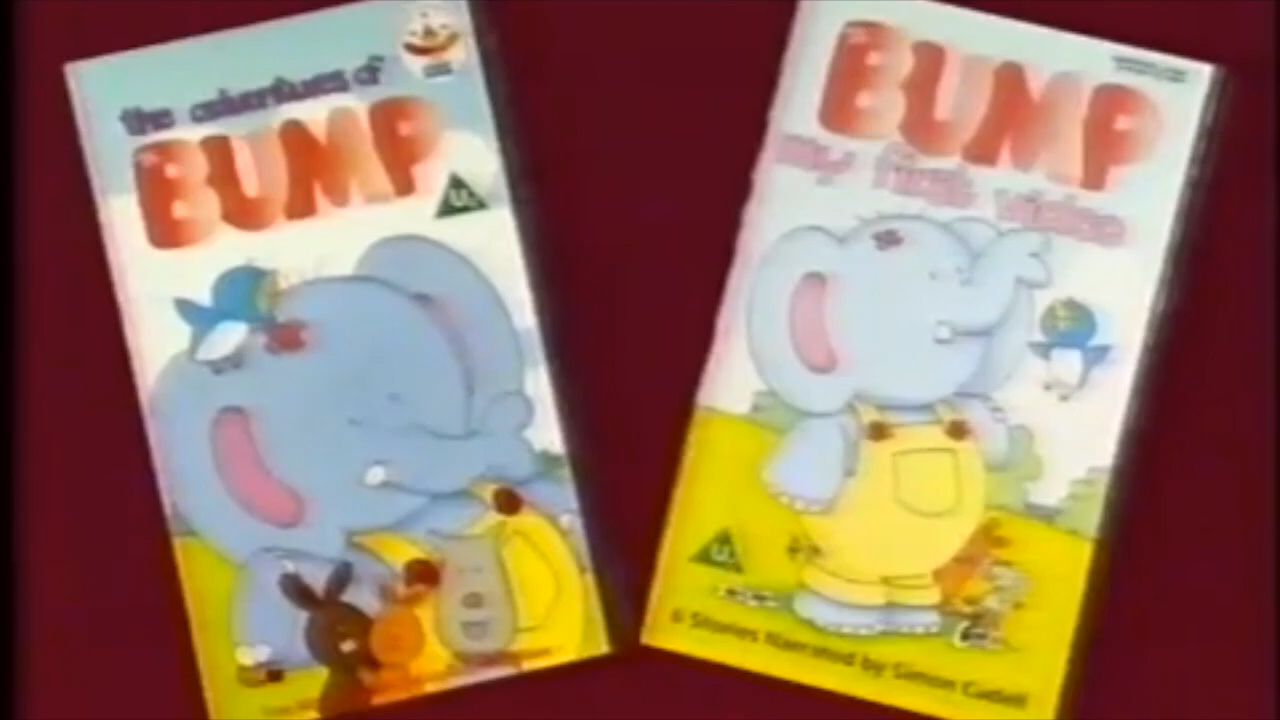 the adventures of
BUMP
U
BUMP
my first video
U
6 Stories Narrated by Simon Cadell